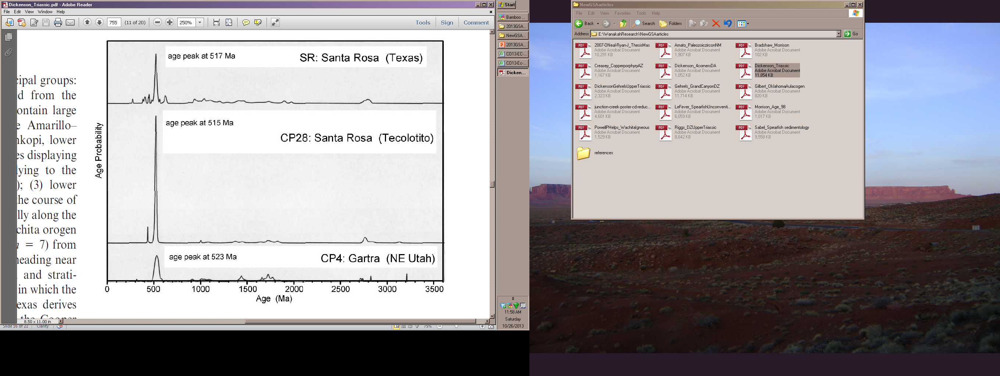 Dickenson_Triassic.pdf - Adobe Reader
File Edit View Window Help
755 (11 of 20) 250% Tools Sign Comment
cipal groups:
d from the
ontain large
e Amarillo–
nkopi, lower
es displaying
lying to the
); (3) lower
he course of
lly along the
chita orogen
n = 7) from
heading near
and strati-
in which the
exas derives
the Cooper
age peak at 517 Ma
SR: Santa Rosa (Texas)
age peak at 515 Ma
CP28: Santa Rosa (Tecolotito)
age peak at 523 Ma
CP4: Gartra (NE Utah)
Age Probability
0 500 1000 1500 2000 2500 3000 3500
Age (Ma)
8.50 x 11.00 in
Slide 16 of 22 Clarity 75%
Start
Bamboo ...
2013GSA...
NewGSA...
2013GSA...
CO13-EC-...
CO13-Ec-...
Dicken...
11:58 AM
Saturday
10/26/2013
NewGSAarticles
File Edit View Favorites Tools Help
Back Search Folders
Address E:\WanakahResearch\NewGSAarticles Go
2007-ONeal-Ryan-J_ThesisMas
Adobe Acrobat Document
10,291 KB
Amato_PaleozoiczirconNM
Adobe Acrobat Document
1,907 KB
Bradshaw_Morrison
Adobe Acrobat Document
102 KB
Creasey_CopperporphyryAZ
Adobe Acrobat Document
1,167 KB
Dickenson_4cornersDA
Adobe Acrobat Document
1,052 KB
Dickenson_Triassic
Adobe Acrobat Document
11,854 KB
DickensonGehrelsUpperTriassic
Adobe Acrobat Document
2,323 KB
Gehrels_GrandCanyonDZ
Adobe Acrobat Document
11,714 KB
Gilbert_OklahomaAulacogen
Adobe Acrobat Document
820 KB
junction-creek-poster-cd-reduc...
Adobe Acrobat Document
4,601 KB
LeFever_SpearfishUnconventi...
Adobe Acrobat Document
6,059 KB
Morrison_Age_98
Adobe Acrobat Document
1,017 KB
PowellPHelps_WachitaIgneous
Adobe Acrobat Document
1,529 KB
Riggs_DZUpperTriassic
Adobe Acrobat Document
8,642 KB
Sabel_Spearfish sedimentology
Adobe Acrobat Document
9,558 KB
references